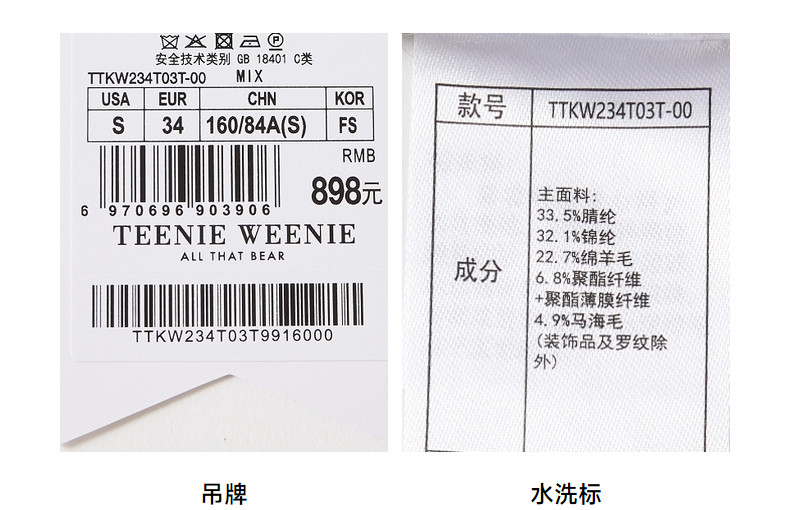 安全技术类别 GB 18401 C类
TTKW234T03T-00 MIX
USA EUR CHN KOR
S 34 160/84A(S) FS
RMB
898元
6 970696 903906
TEENIE WEENIE
ALL THAT BEAR
TTKW234T03T9916000
吊牌
款号 TTKW234T03T-00
成分
主面料:
33.5%腈纶
32.1%锦纶
22.7%绵羊毛
6.8%聚酯纤维
+聚酯薄膜纤维
4.9%马海毛
(装饰品及罗纹除
外)
水洗标